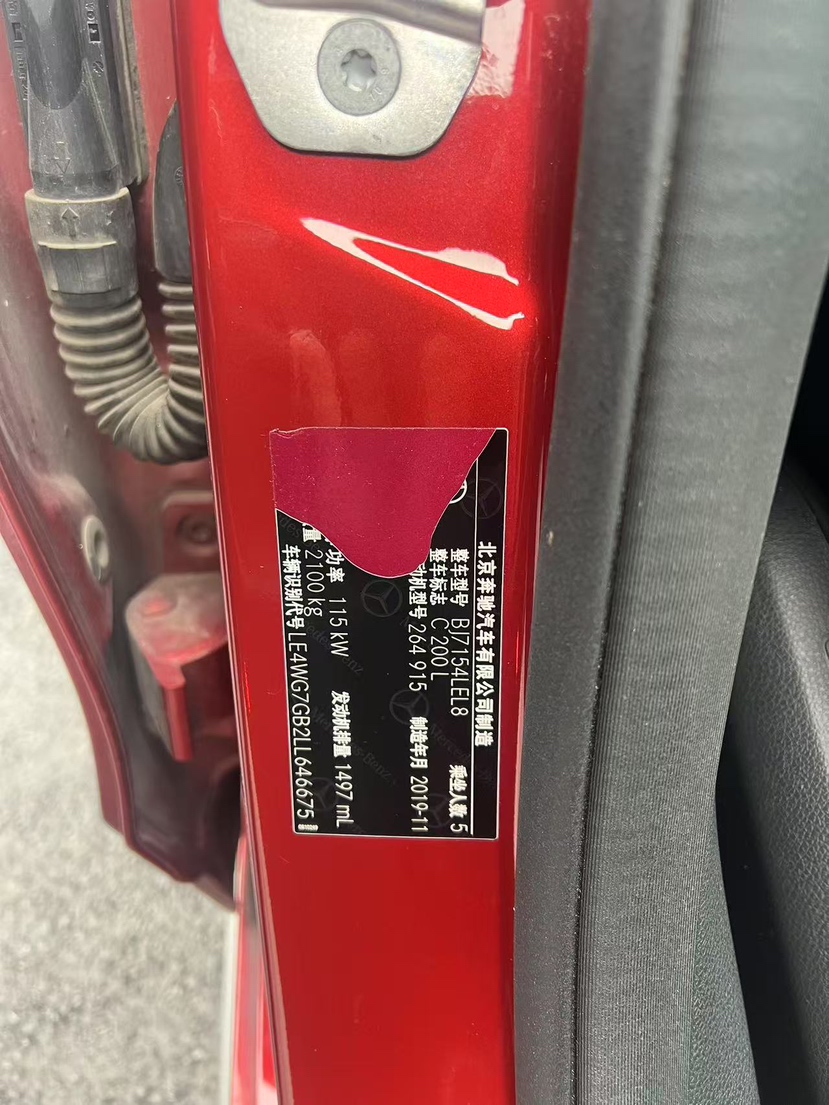 北京奔驰汽车有限公司制造
整车型号 BJ7154LEL8 乘坐人数 5
整车标志 C 200 L
动机型号 264 915 制造年月 2019-11
功率 115 kW 发动机排量 1497 mL
量 2100 kg
车辆识别代号 LE4WG7GB2LL646675